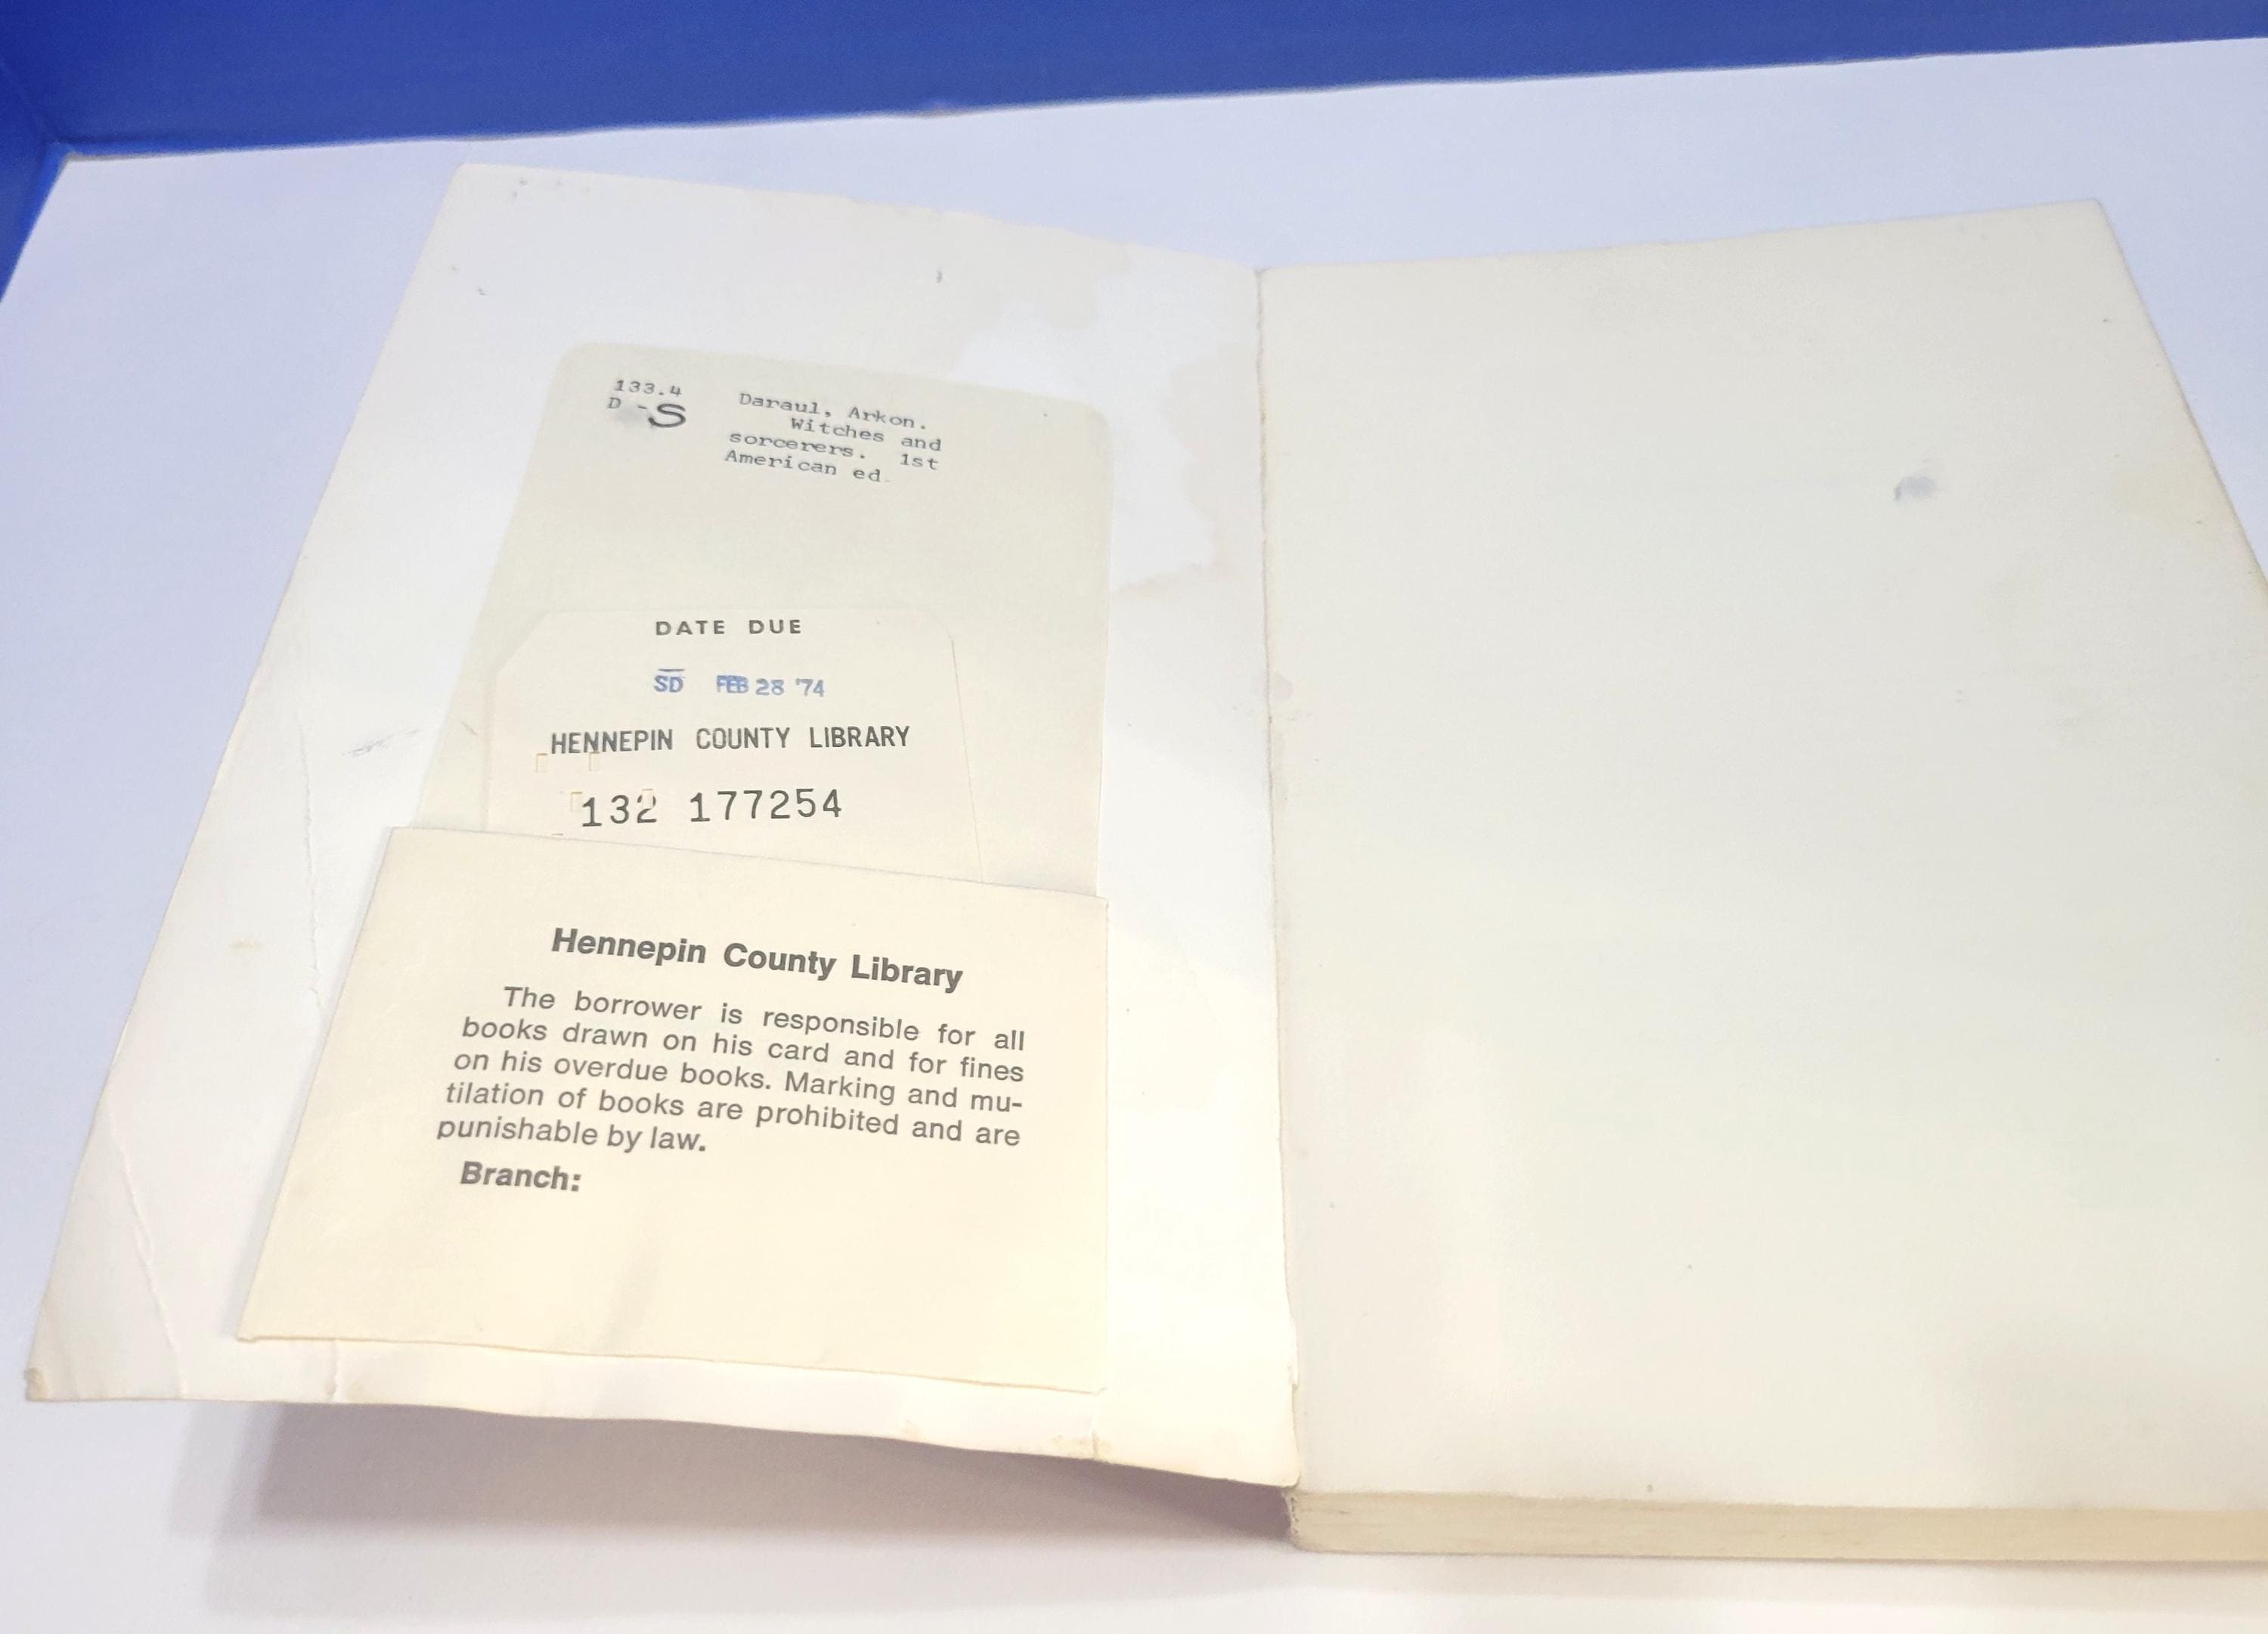 133.4
D -S
Daraul, Arkon.
Witches and
sorcerers. 1st
American ed.
DATE DUE
SD FEB 28 '74
HENNEPIN COUNTY LIBRARY
132 177254
Hennepin County Library
The borrower is responsible for all
books drawn on his card and for fines
on his overdue books. Marking and mu-
tilation of books are prohibited and are
punishable by law.
Branch: